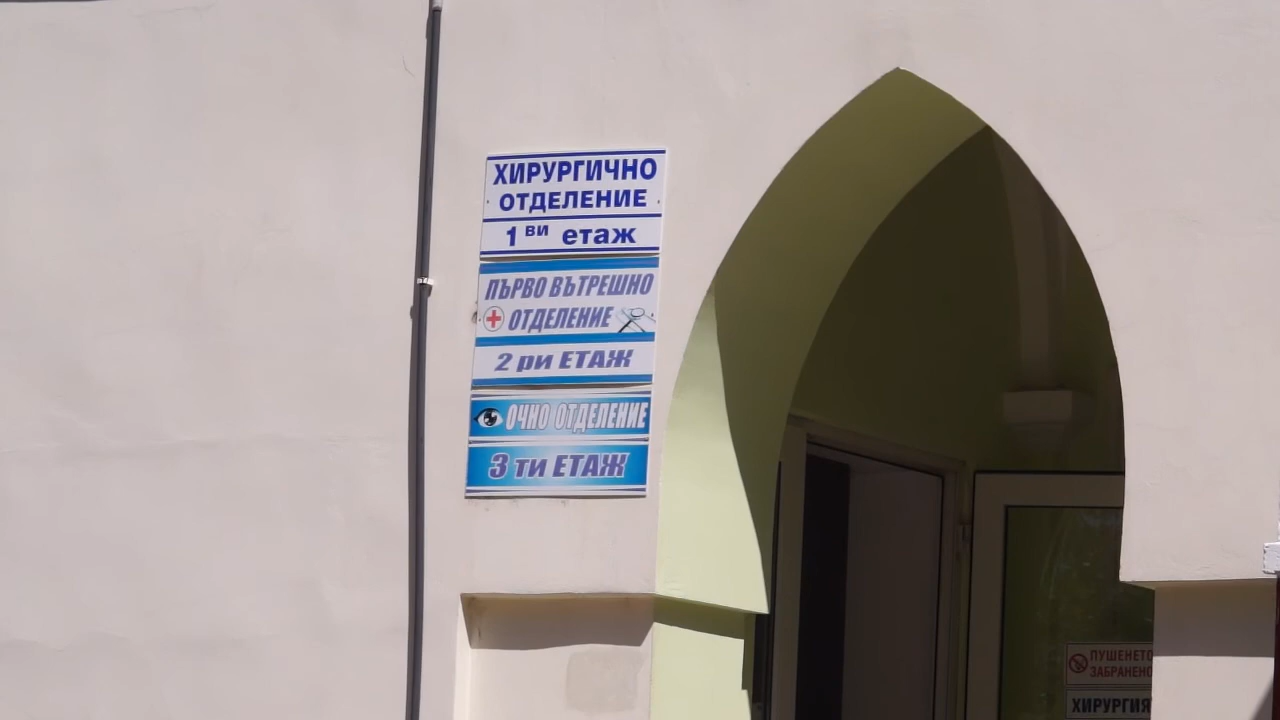 ХИРУРГИЧНО
ОТДЕЛЕНИЕ
1ВИ етаж
ПЪРВО ВЪТРЕШНО
ОТДЕЛЕНИЕ
2 ри ЕТАЖ
ОЧНО ОТДЕЛЕНИЕ
3 ти ЕТАЖ
ПУШЕНЕТО
ЗАБРАНЕНО
ХИРУРГИЯ